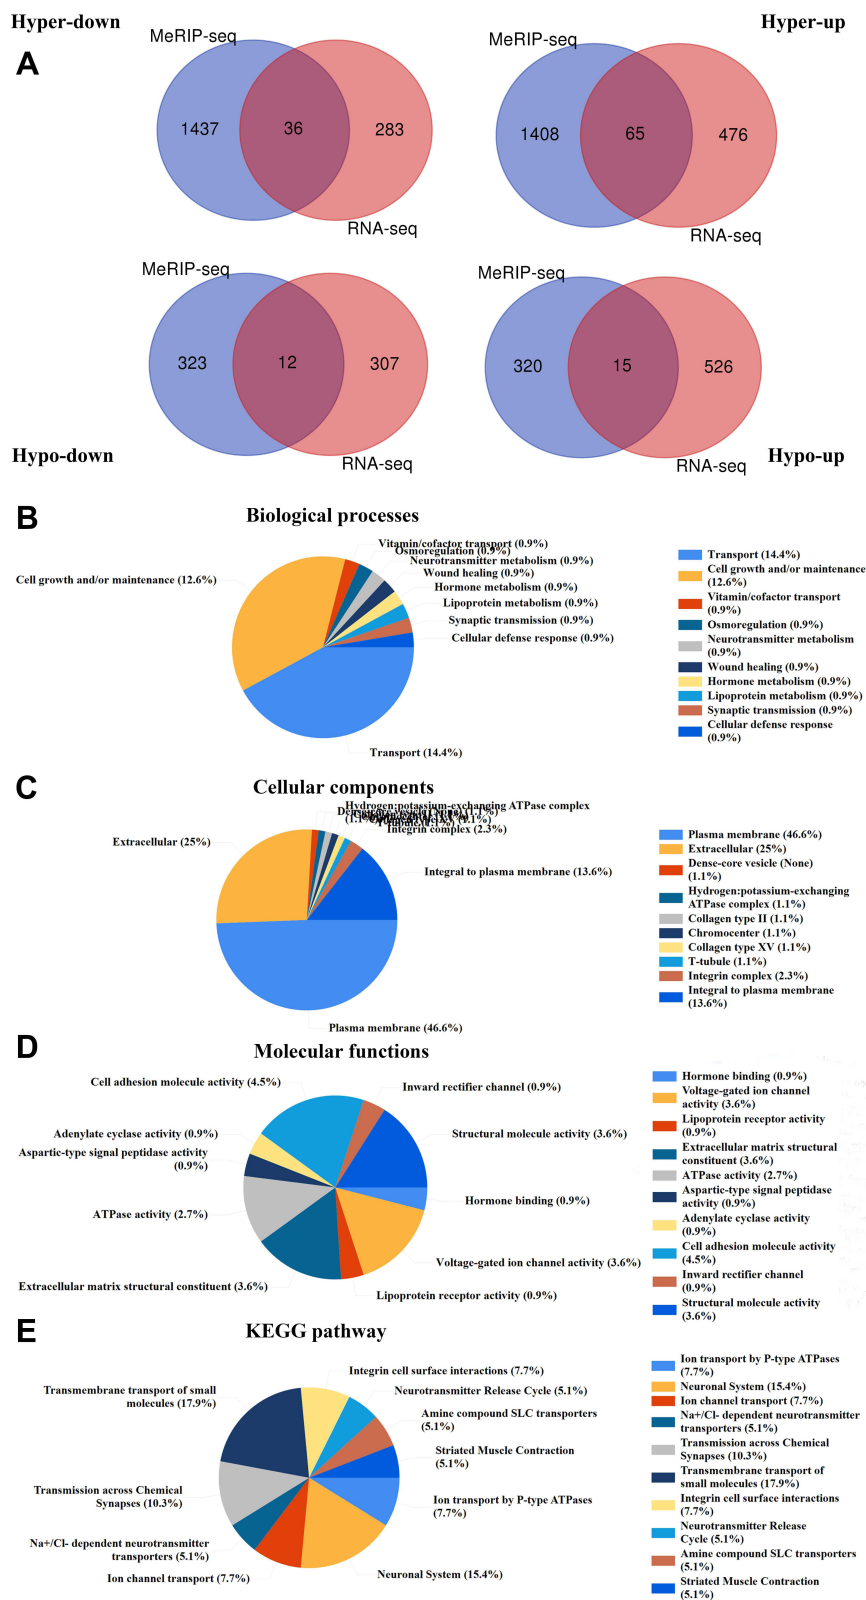 Hyper-down
Hyper-up
A
MeRIP-seq
1437
36
283
RNA-seq
MeRIP-seq
1408
65
476
RNA-seq
MeRIP-seq
323
12
307
RNA-seq
MeRIP-seq
320
15
526
RNA-seq
Hypo-down
Hypo-up
B
Biological processes
Vitamin/cofactor transport (0.9%)
Osmoregulation (0.9%)
Neurotransmitter metabolism (0.9%)
Wound healing (0.9%)
Hormone metabolism (0.9%)
Lipoprotein metabolism (0.9%)
Synaptic transmission (0.9%)
Cellular defense response (0.9%)
Cell growth and/or maintenance (12.6%)
Transport (14.4%)
Transport (14.4%)
Cell growth and/or maintenance
(12.6%)
Vitamin/cofactor transport
(0.9%)
Osmoregulation (0.9%)
Neurotransmitter metabolism
(0.9%)
Wound healing (0.9%)
Hormone metabolism (0.9%)
Lipoprotein metabolism (0.9%)
Synaptic transmission (0.9%)
Cellular defense response
(0.9%)
C
Cellular components
Hydrogen:potassium-exchanging ATPase complex
(1.1%)
Dense-core vesicle (None) (1.1%)
T-tubule (1.1%)
Integrin complex (2.3%)
Extracellular (25%)
Integral to plasma membrane (13.6%)
Plasma membrane (46.6%)
Plasma membrane (46.6%)
Extracellular (25%)
Dense-core vesicle (None)
(1.1%)
Hydrogen:potassium-exchanging
ATPase complex (1.1%)
Collagen type II (1.1%)
Chromocenter (1.1%)
Collagen type XV (1.1%)
T-tubule (1.1%)
Integrin complex (2.3%)
Integral to plasma membrane
(13.6%)
D
Molecular functions
Cell adhesion molecule activity (4.5%)
Inward rectifier channel (0.9%)
Adenylate cyclase activity (0.9%)
Structural molecule activity (3.6%)
Aspartic-type signal peptidase activity
(0.9%)
Hormone binding (0.9%)
ATPase activity (2.7%)
Voltage-gated ion channel activity (3.6%)
Extracellular matrix structural constituent (3.6%)
Lipoprotein receptor activity (0.9%)
Hormone binding (0.9%)
Voltage-gated ion channel
activity (3.6%)
Lipoprotein receptor activity
(0.9%)
Extracellular matrix structural
constituent (3.6%)
ATPase activity (2.7%)
Aspartic-type signal peptidase
activity (0.9%)
Adenylate cyclase activity
(0.9%)
Cell adhesion molecule activity
(4.5%)
Inward rectifier channel
(0.9%)
Structural molecule activity
(3.6%)
E
KEGG pathway
Integrin cell surface interactions (7.7%)
Transmembrane transport of small
molecules (17.9%)
Neurotransmitter Release Cycle (5.1%)
Amine compound SLC transporters
(5.1%)
Striated Muscle Contraction
(5.1%)
Transmission across Chemical
Synapses (10.3%)
Ion transport by P-type ATPases
(7.7%)
Na+/Cl- dependent neurotransmitter
transporters (5.1%)
Ion channel transport (7.7%)
Neuronal System (15.4%)
Ion transport by P-type ATPases
(7.7%)
Neuronal System (15.4%)
Ion channel transport (7.7%)
Na+/Cl- dependent neurotransmitter
transporters (5.1%)
Transmission across Chemical
Synapses (10.3%)
Transmembrane transport of
small molecules (17.9%)
Integrin cell surface interactions
(7.7%)
Neurotransmitter Release
Cycle (5.1%)
Amine compound SLC transporters
(5.1%)
Striated Muscle Contraction
(5.1%)